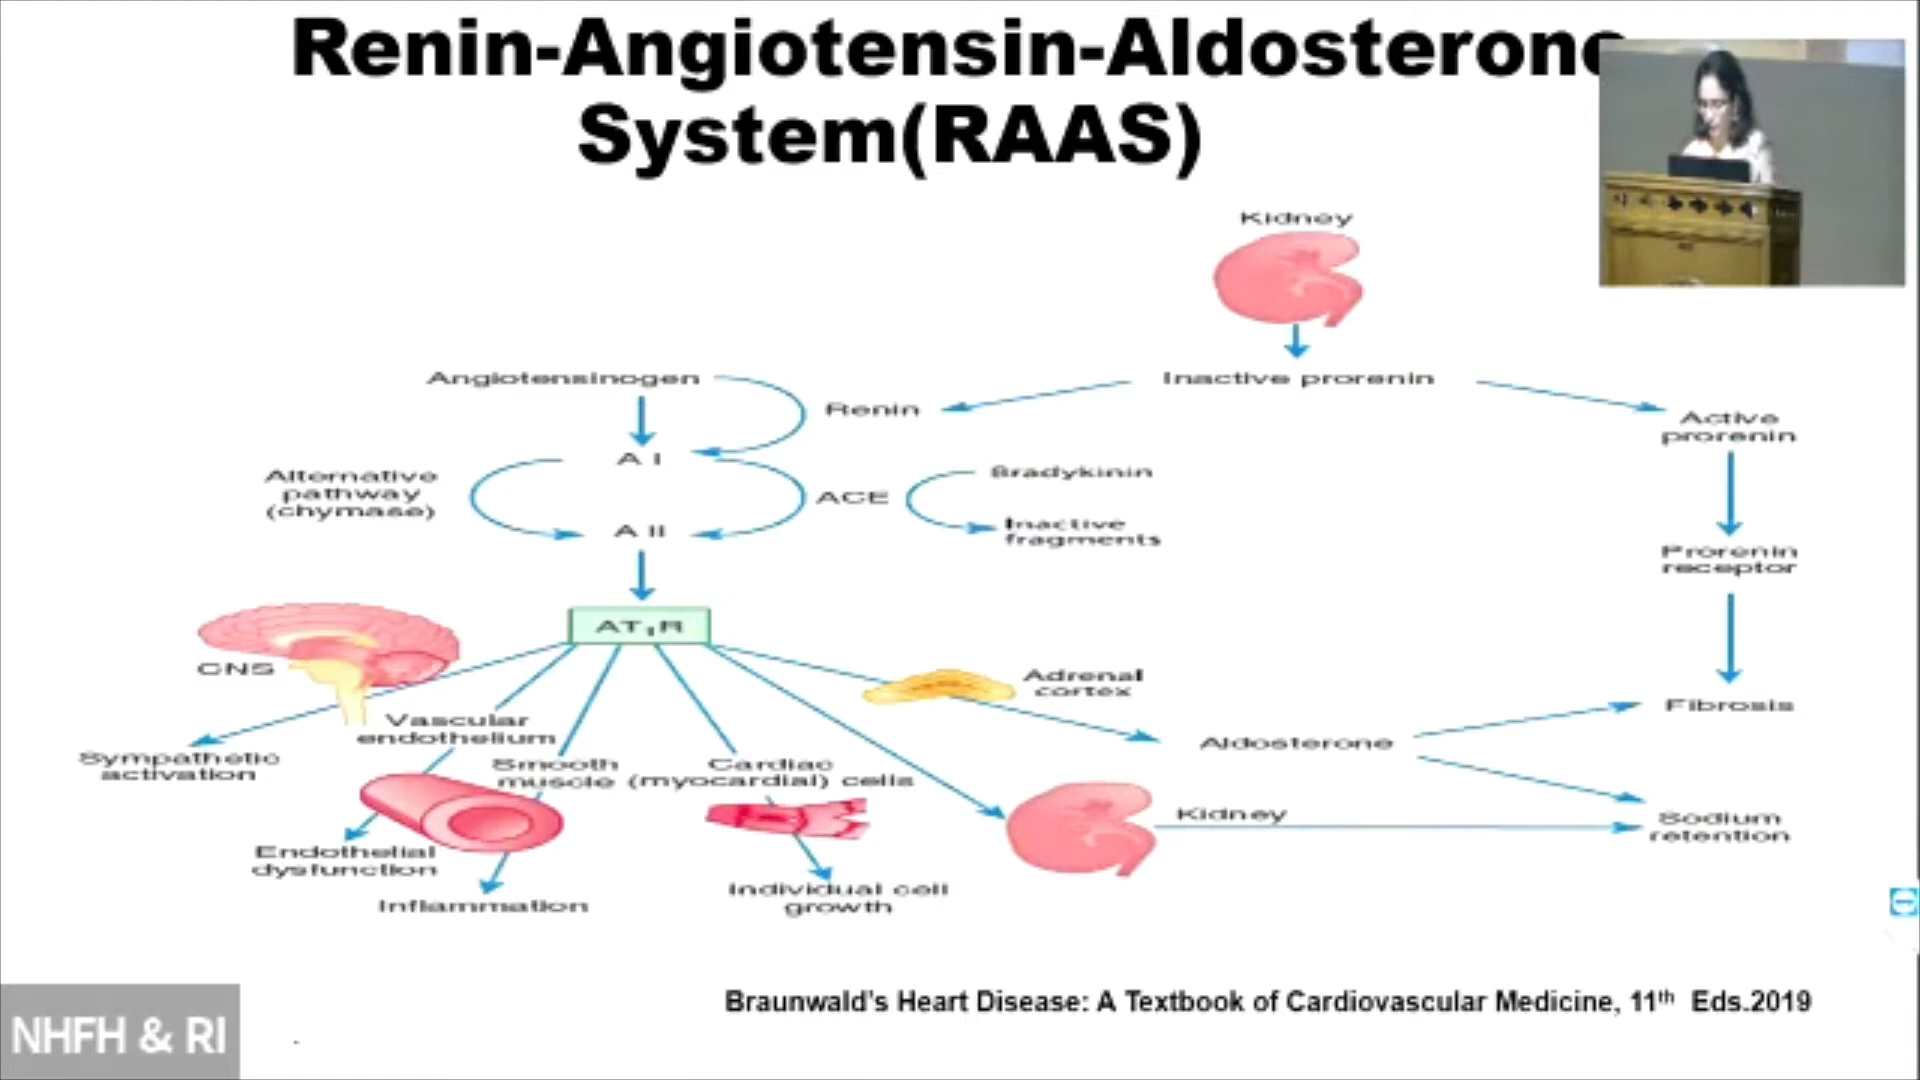 Renin-Angiotensin-Aldosterone
System(RAAS)
Kidney
Angiotensinogen
Inactive prorenin
Renin
Active
prorenin
A I
Alternative
pathway
(chymase)
ACE
Bradykinin
Inactive
fragments
A II
Prorenin
receptor
AT₁R
CNS
Adrenal
cortex
Fibrosis
Vascular
endothelium
Aldosterone
Sympathetic
activation
Smooth
muscle
Cardiac
(myocardial) cells
Kidney
Sodium
retention
Endothelial
dysfunction
Inflammation
Individual cell
growth
Braunwald's Heart Disease: A Textbook of Cardiovascular Medicine, 11th Eds.2019
NHFH & RI